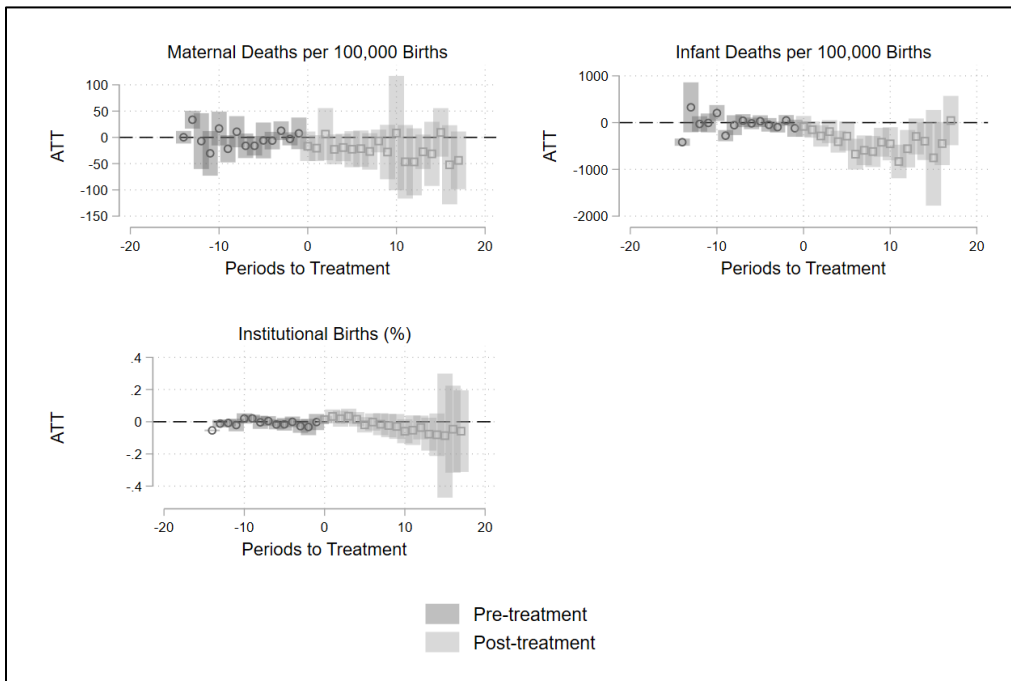 Maternal Deaths per 100,000 Births
100
50
0
-50
-100
-150
ATT
-20
-10
0
10
20
Periods to Treatment
Infant Deaths per 100,000 Births
1000
0
-1000
-2000
ATT
-20
-10
0
10
20
Periods to Treatment
Institutional Births (%)
.4
.2
0
-.2
-.4
ATT
-20
-10
0
10
20
Periods to Treatment
Pre-treatment
Post-treatment